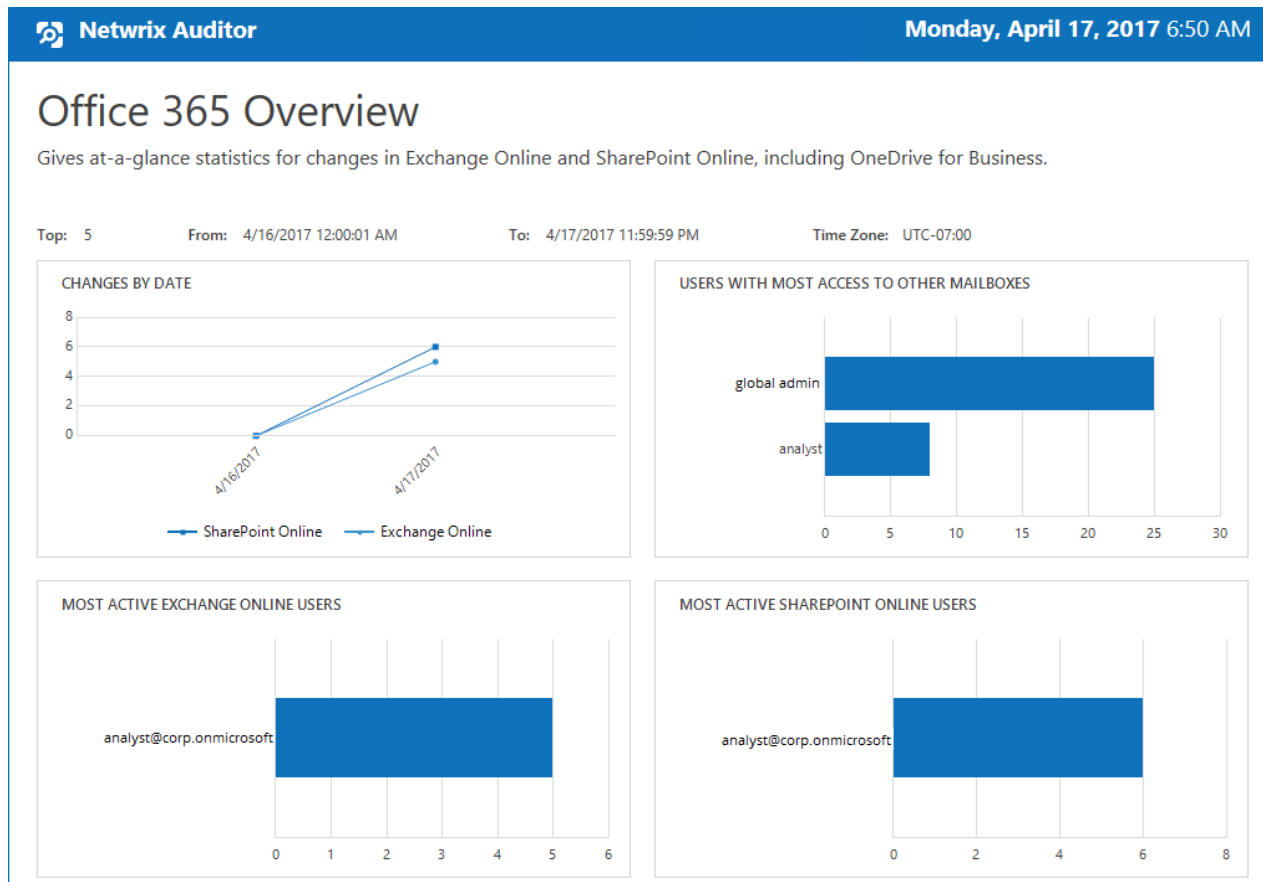 Netwrix Auditor
Monday, April 17, 2017 6:50 AM
Office 365 Overview
Gives at-a-glance statistics for changes in Exchange Online and SharePoint Online, including OneDrive for Business.
Top: 5 From: 4/16/2017 12:00:01 AM To: 4/17/2017 11:59:59 PM Time Zone: UTC-07:00
CHANGES BY DATE
8
6
4
2
0
4/16/2017 4/17/2017
SharePoint Online Exchange Online
USERS WITH MOST ACCESS TO OTHER MAILBOXES
global admin
analyst
0 5 10 15 20 25 30
MOST ACTIVE EXCHANGE ONLINE USERS
analyst@corp.onmicrosoft
0 1 2 3 4 5 6
MOST ACTIVE SHAREPOINT ONLINE USERS
analyst@corp.onmicrosoft
0 2 4 6 8